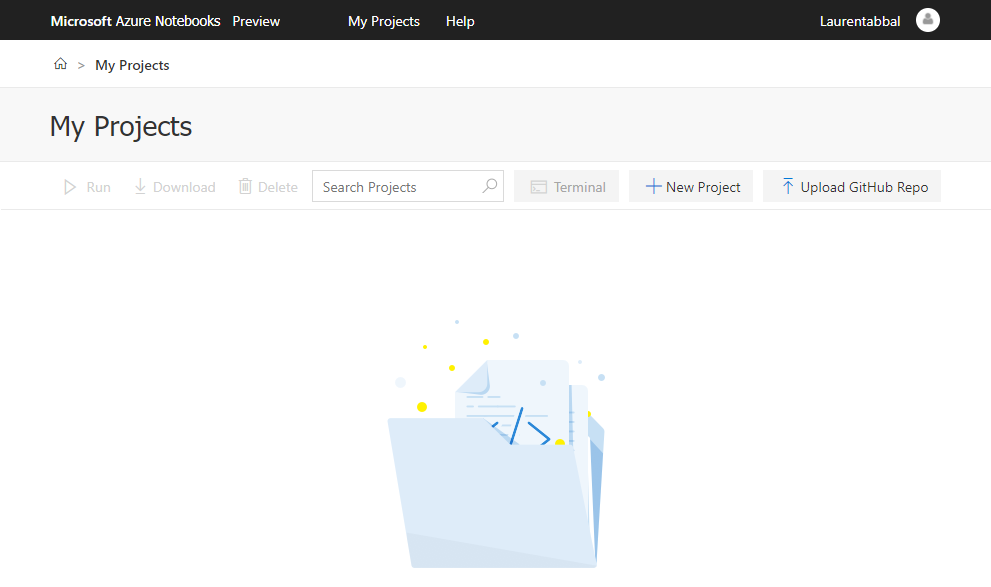 Microsoft Azure Notebooks Preview My Projects Help Laurentabbal
> My Projects
My Projects
Run Download Delete Search Projects Terminal New Project Upload GitHub Repo